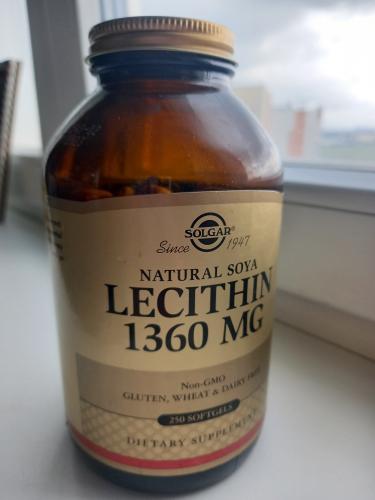 SOLGAR®
Since 1947
NATURAL SOYA
LECITHIN
1360 MG
Non-GMO
GLUTEN, WHEAT & DAIRY FREE
250 SOFTGELS
DIETARY SUPPLEMENT